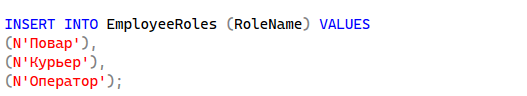 INSERT INTO EmployeeRoles (RoleName) VALUES
(N'Повар'),
(N'Курьер'),
(N'Оператор');